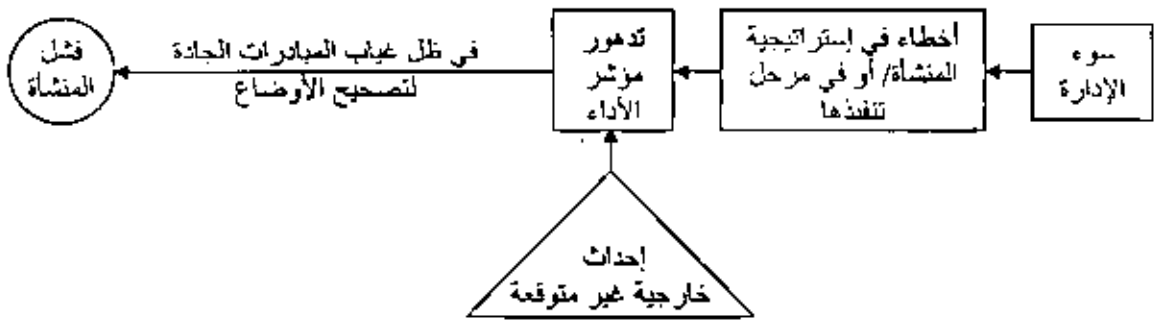 سوء
الإدارة
أخطاء في إستراتيجية
المنشأة/ أو في مرحل
تنفيذها
تدهور
مؤشر
الأداء
في ظل غياب المبادرات الجادة
لتصحيح الأوضاع
فشل
المنشأة
إحداث
خارجية غير متوقعة